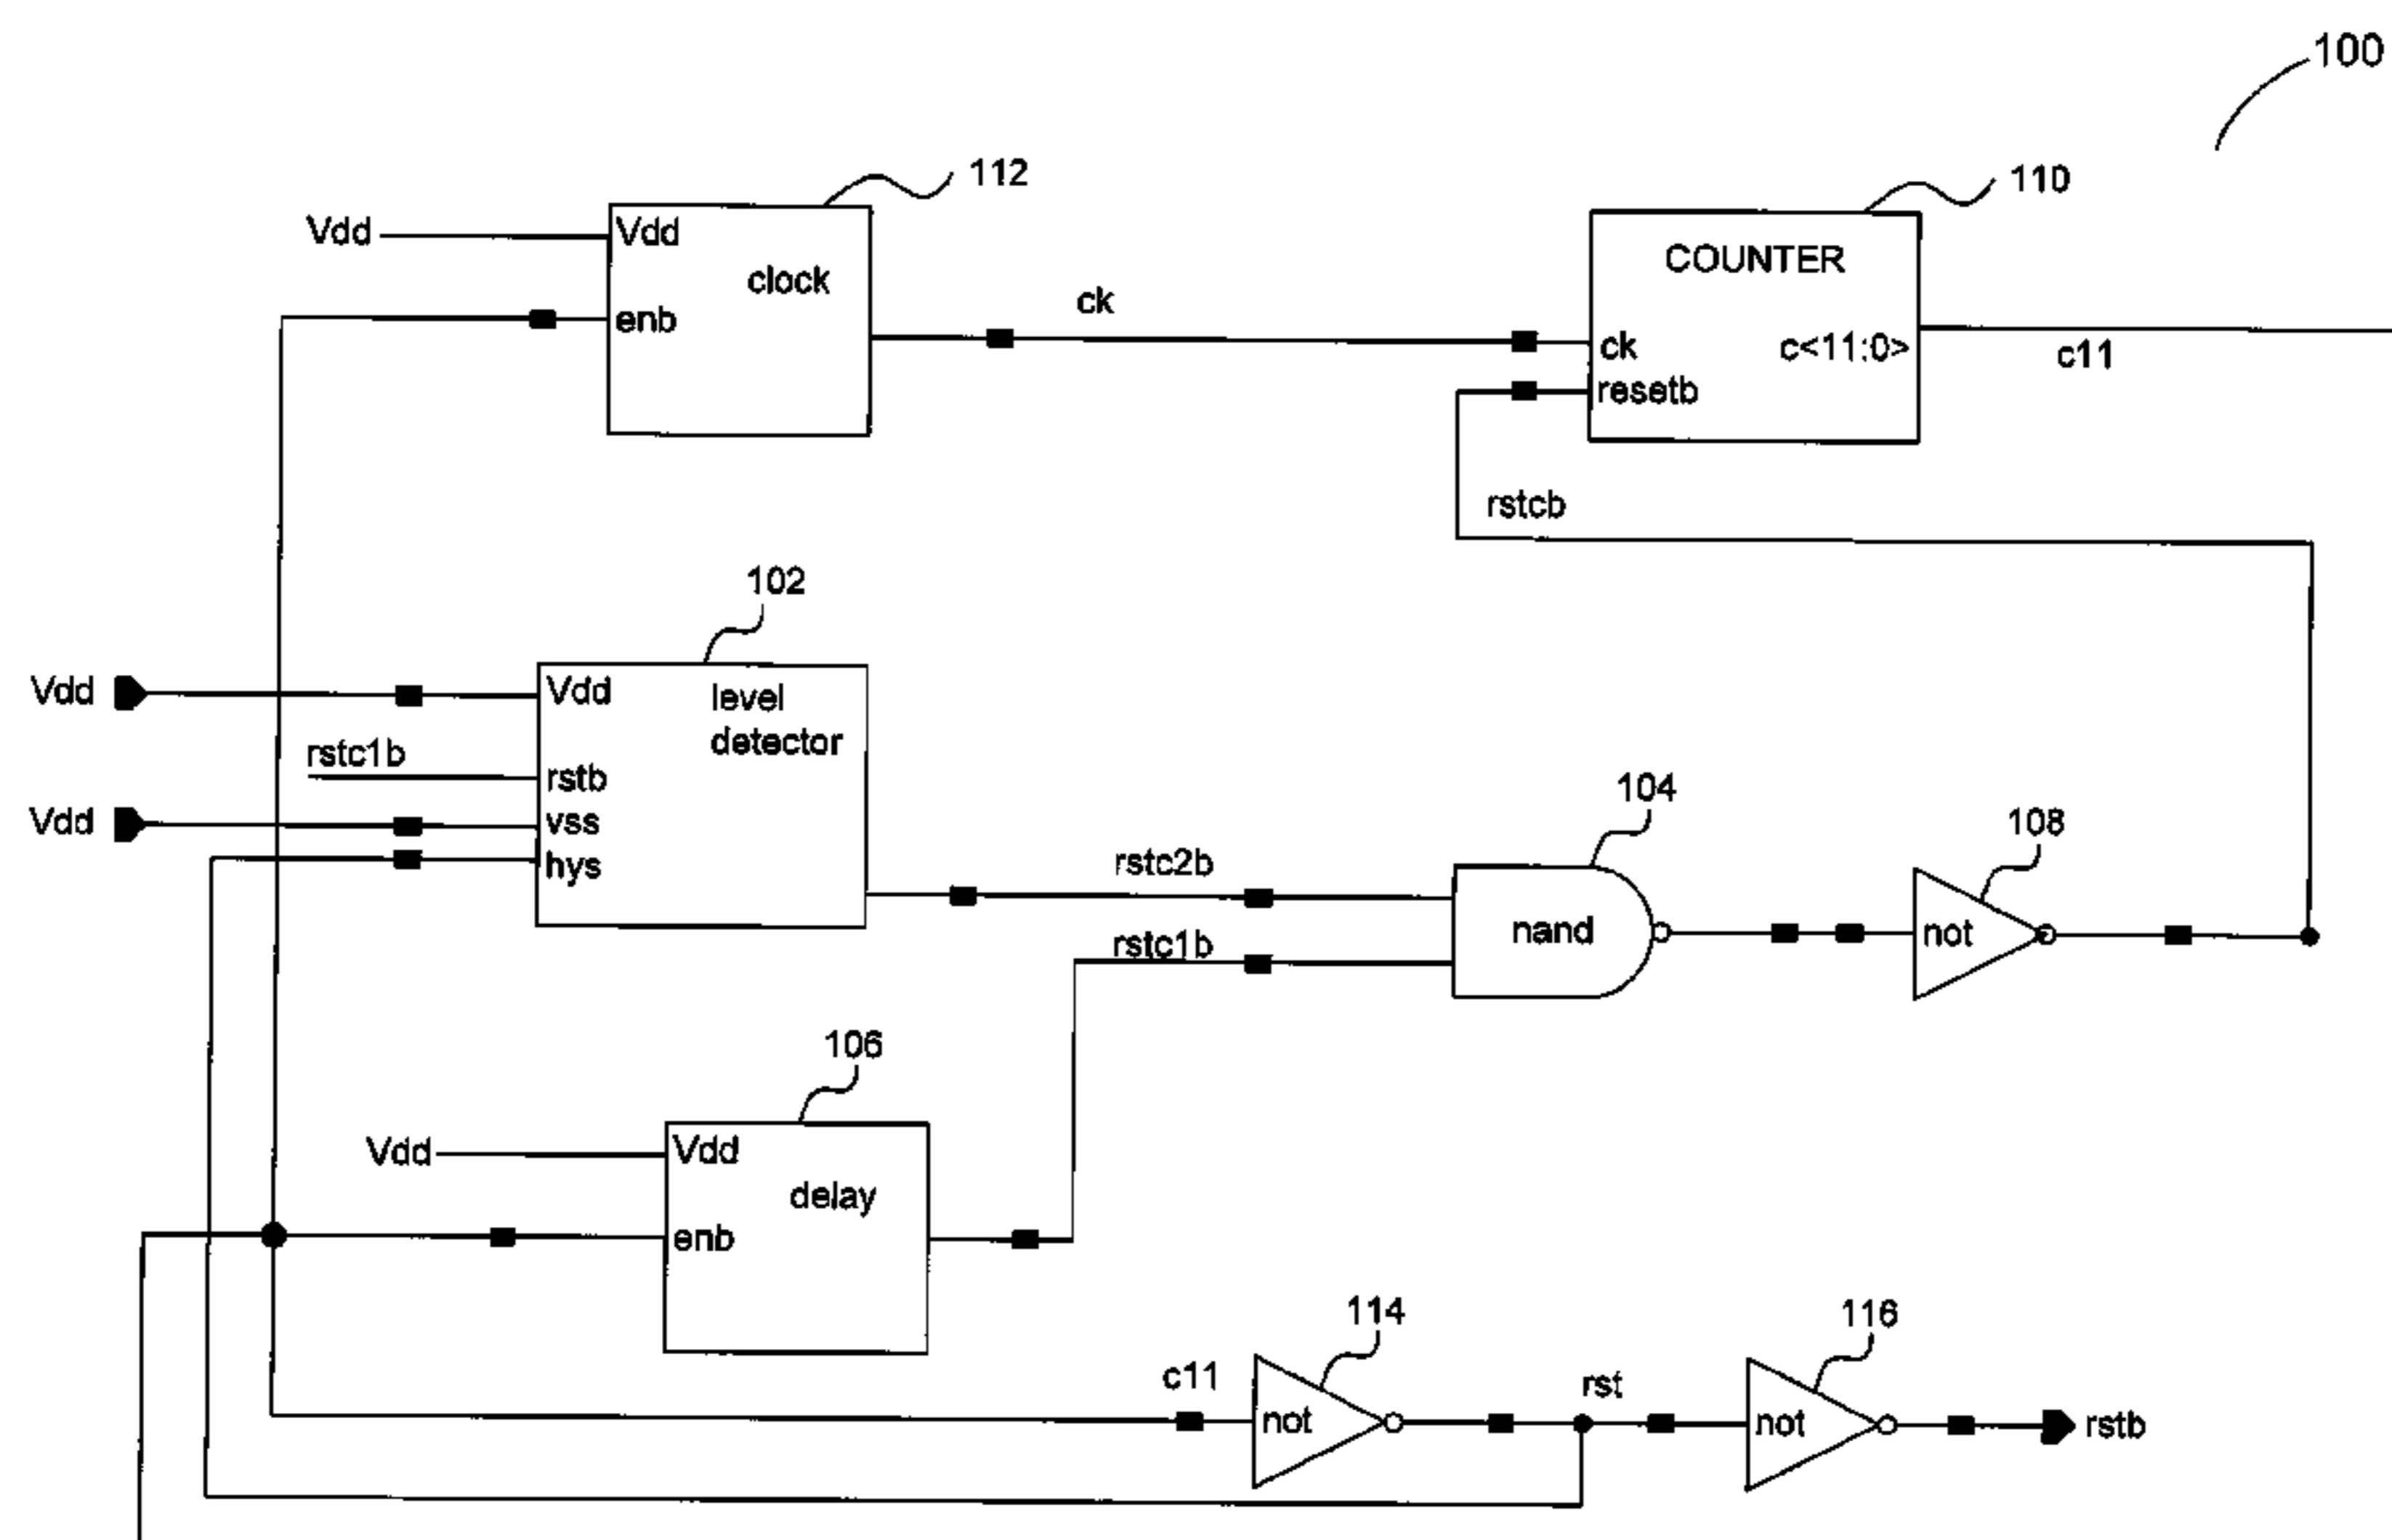 100
112
110
Vdd
Vdd
clock
enb
ck
COUNTER
ck
c<11:0>
resetb
c11
rstcb
102
Vdd
Vdd
level
detector
rstc1b
rstb
Vdd
vss
hys
rstc2b
rstc1b
104
nand
108
not
106
Vdd
Vdd
delay
enb
c11
114
not
rst
116
not
rstb